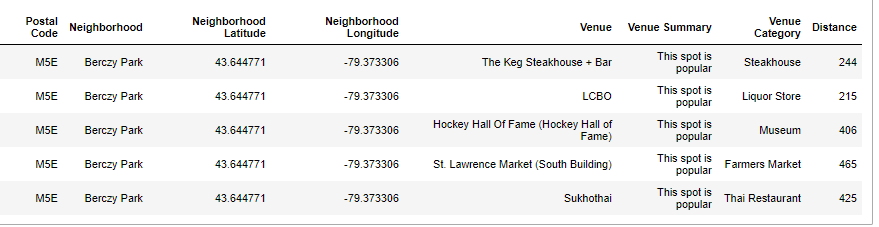 Postal Code Neighborhood Neighborhood Latitude Neighborhood Longitude Venue Venue Summary Venue Category Distance
M5E Berczy Park 43.644771 -79.373306 The Keg Steakhouse + Bar This spot is popular Steakhouse 244
M5E Berczy Park 43.644771 -79.373306 LCBO This spot is popular Liquor Store 215
M5E Berczy Park 43.644771 -79.373306 Hockey Hall Of Fame (Hockey Hall of Fame) This spot is popular Museum 406
M5E Berczy Park 43.644771 -79.373306 St. Lawrence Market (South Building) This spot is popular Farmers Market 465
M5E Berczy Park 43.644771 -79.373306 Sukhothai This spot is popular Thai Restaurant 425